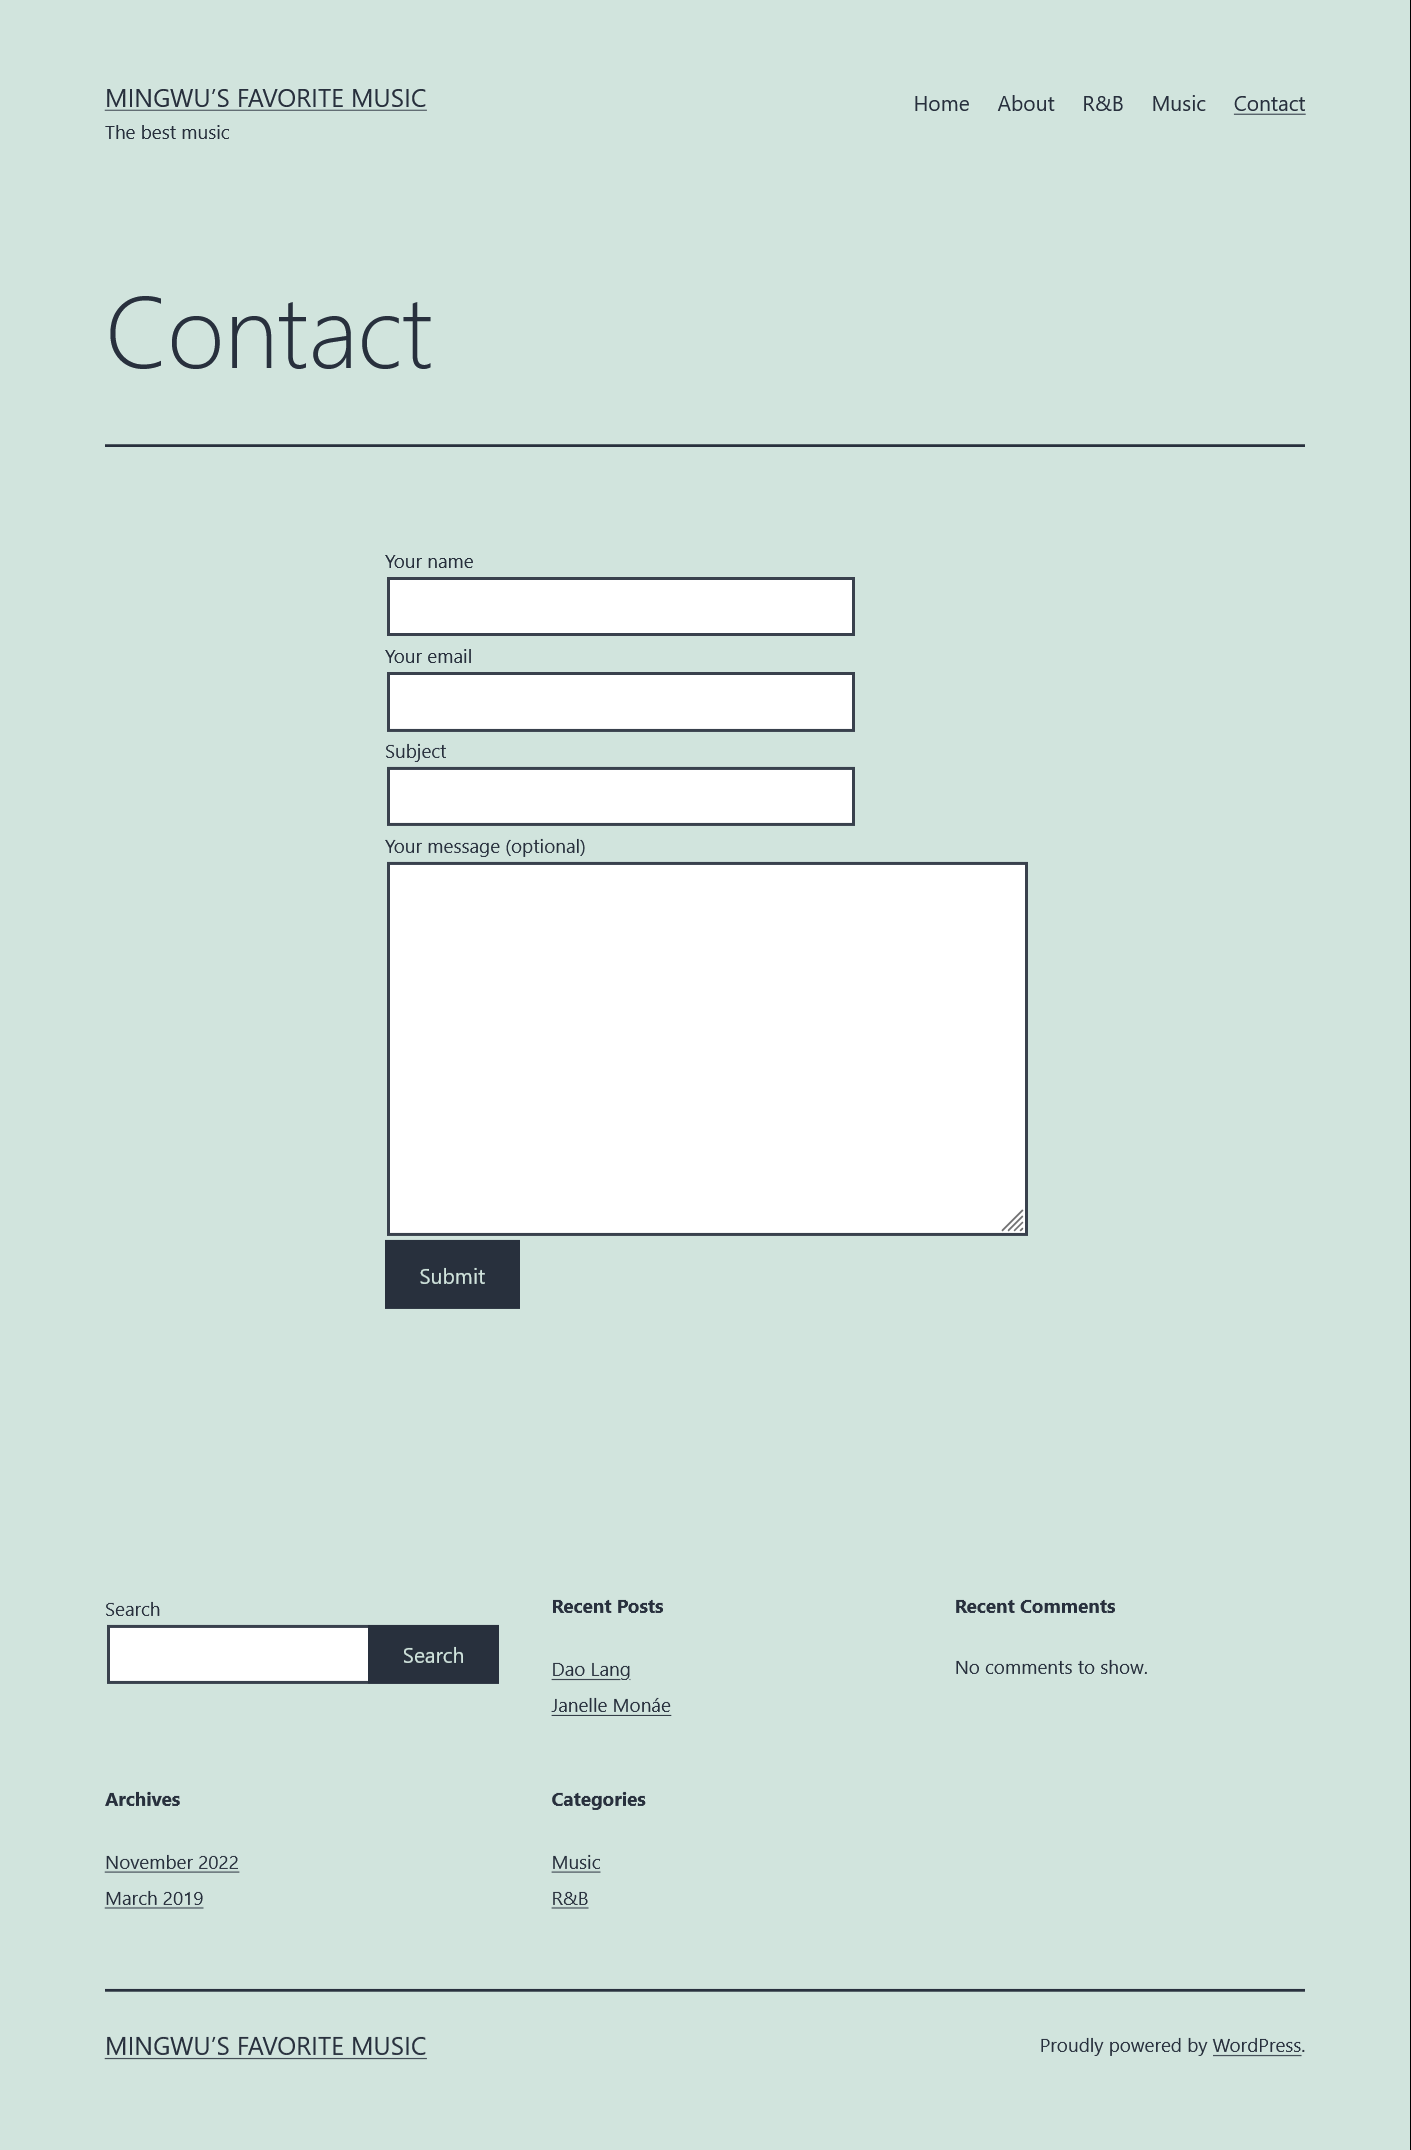 MINGWU’S FAVORITE MUSIC
The best music
Home About R&B Music Contact
Contact
Your name
Your email
Subject
Your message (optional)
Submit
Search
Search
Recent Posts
Dao Lang
Janelle Monáe
Recent Comments
No comments to show.
Archives
November 2022
March 2019
Categories
Music
R&B
MINGWU’S FAVORITE MUSIC
Proudly powered by WordPress.